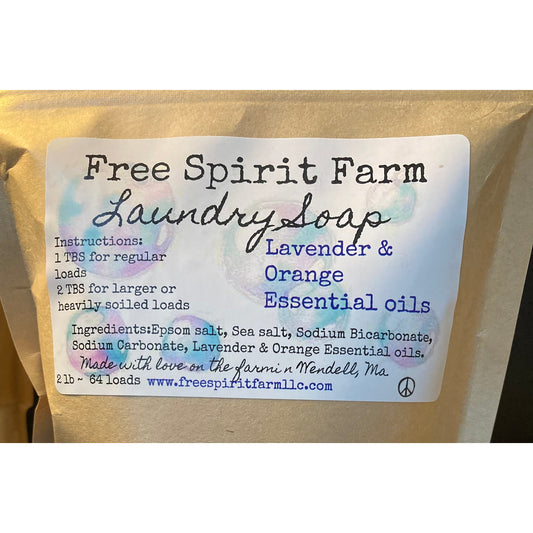 Free Spirit Farm
Laundry Soap
Instructions:
1 TBS for regular
loads
2 TBS for larger or
heavily soiled loads
Lavender &
Orange
Essential oils
Ingredients:Epsom salt, Sea salt, Sodium Bicarbonate,
Sodium Carbonate, Lavender & Orange Essential oils.
Made with love on the farmi n Wendell, Ma
2 lb ~ 64 loads www.freespiritfarmllc.com